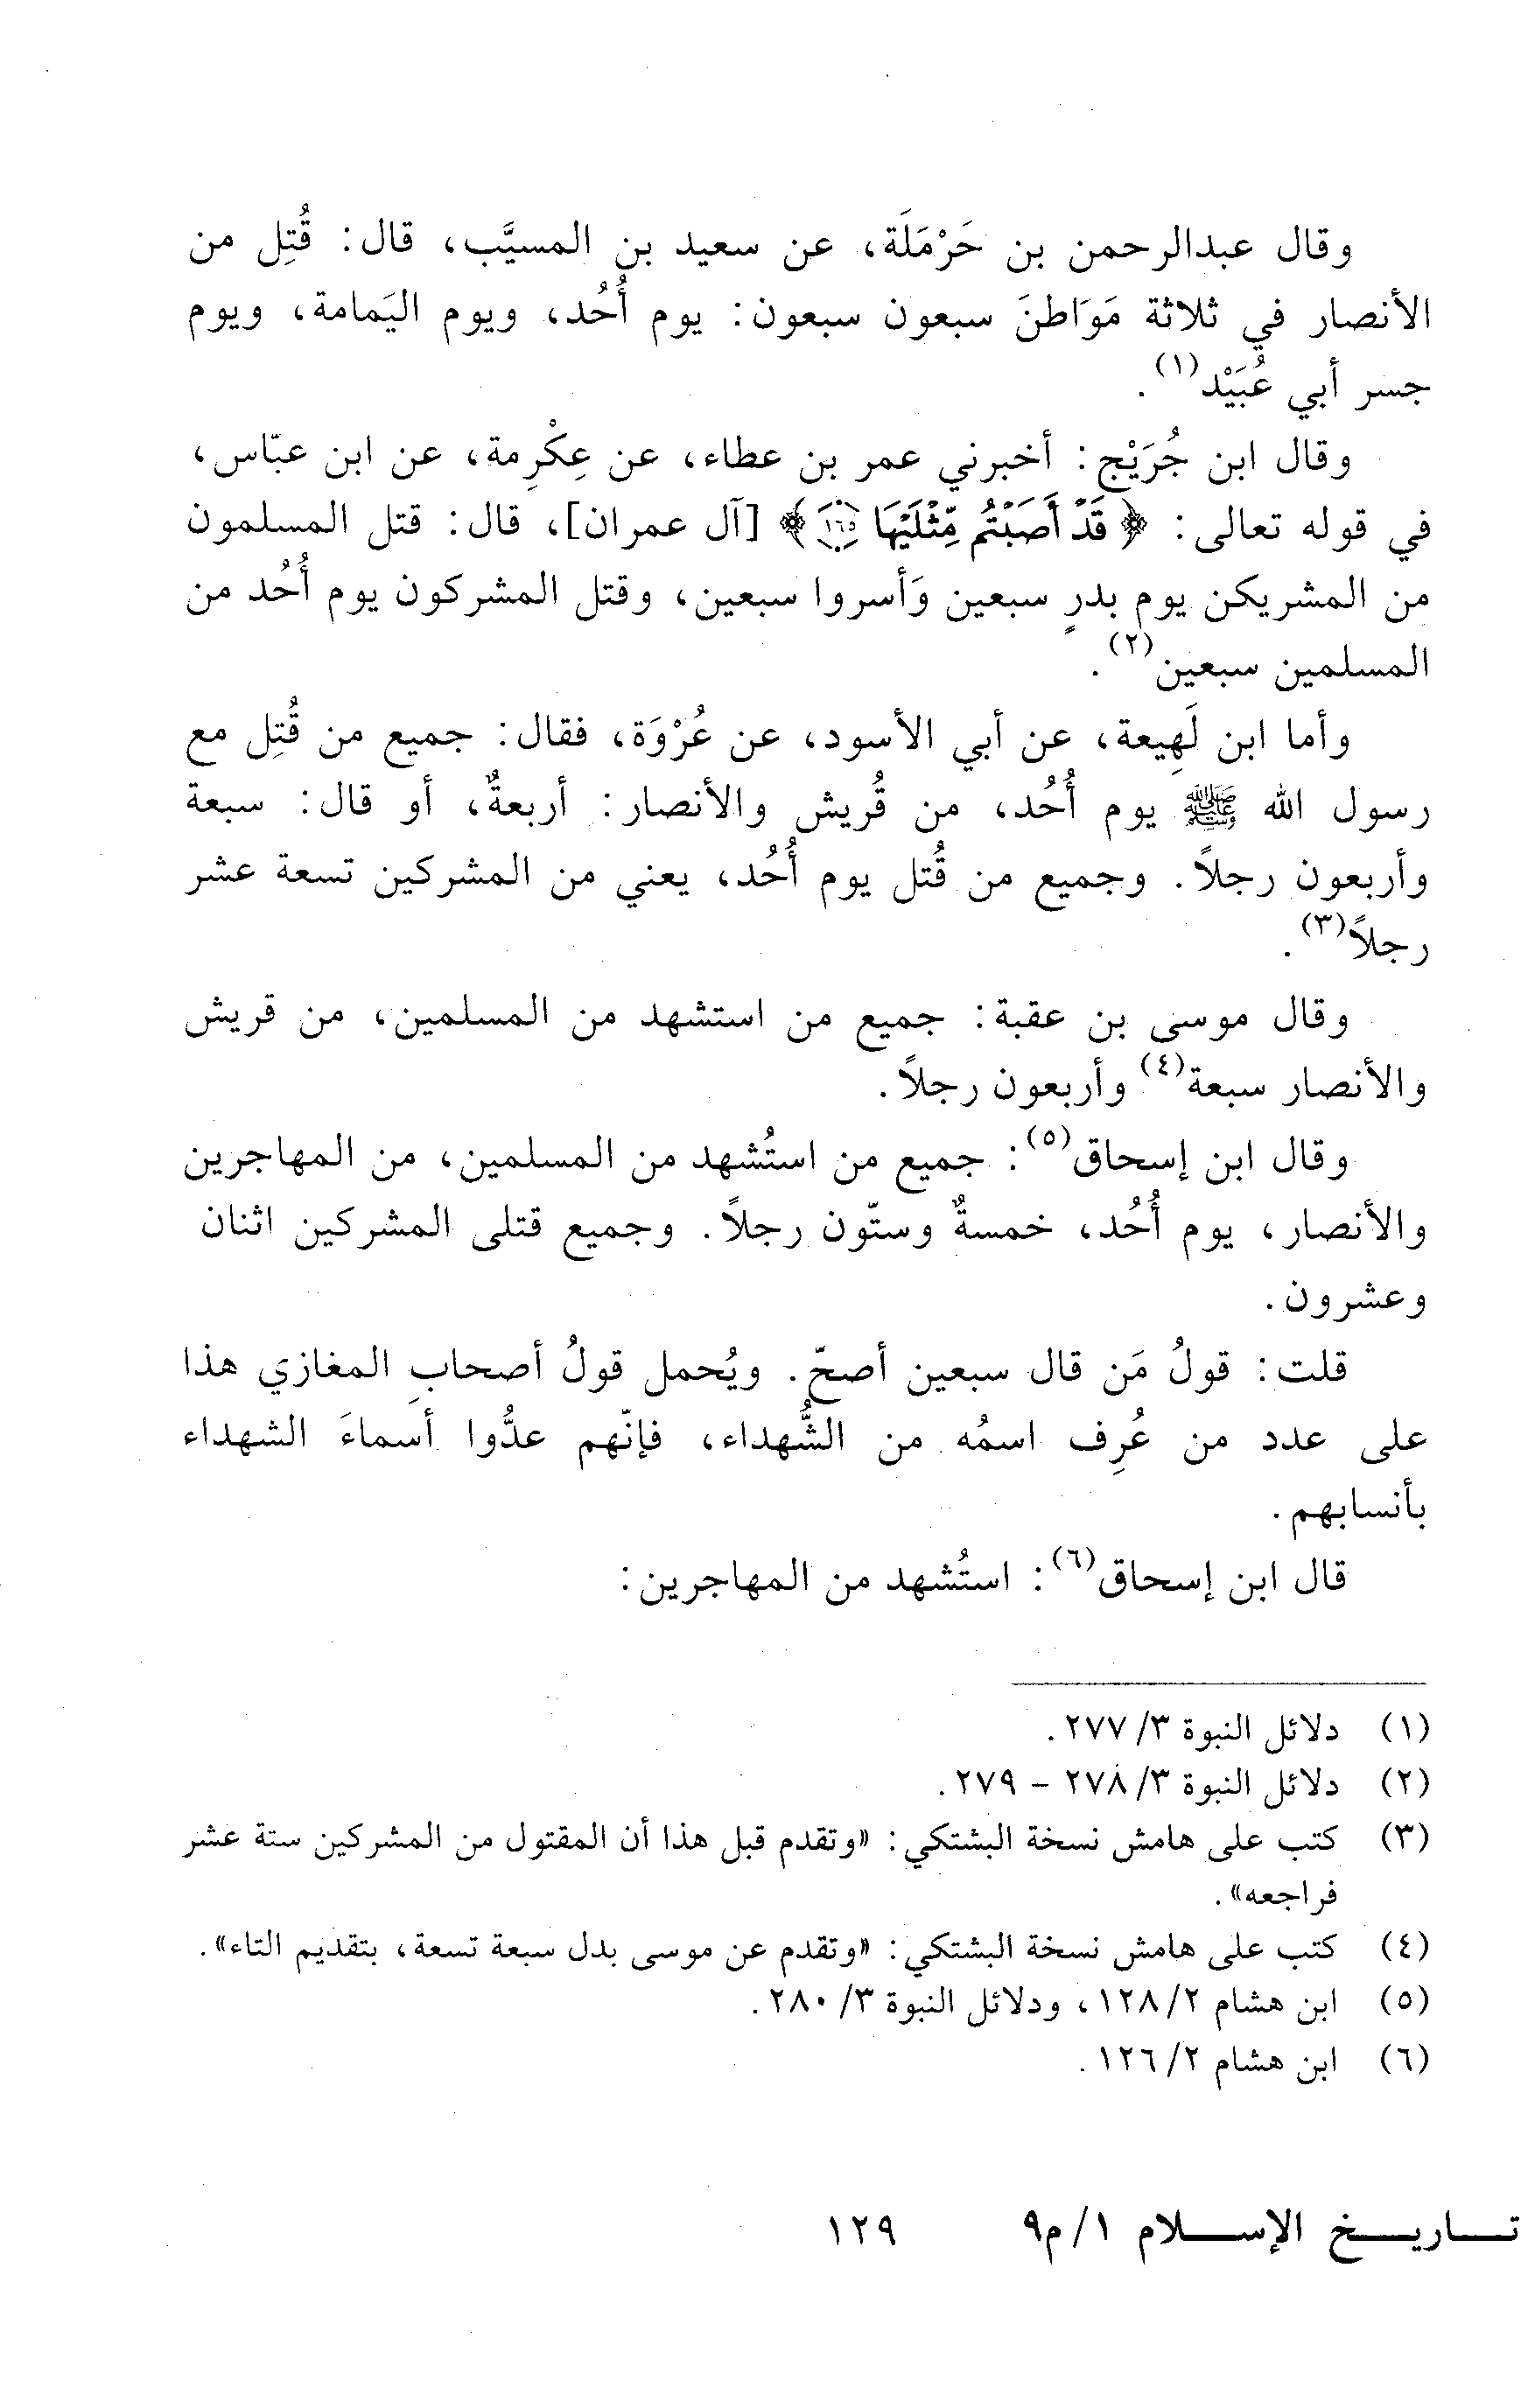 وقال عبدالرحمن بن حَرْمَلَة، عن سعيد بن المسيَّب، قال: قُتِل من
الأنصار في ثلاثة مَوَاطنَ سبعون سبعون: يوم أُحُد، ويوم اليَمامة، ويوم
جسر أبي عُبَيْد(١).
وقال ابن جُرَيْج: أخبرني عمر بن عطاء، عن عِكْرِمة، عن ابن عبّاس،
في قوله تعالى: ﴿قَدْ أَصَبْتُم مِّثْلَيْهَا ١٦٥﴾ [آل عمران]، قال: قتل المسلمون
من المشريكن يوم بدرٍ سبعين وَأسروا سبعين، وقتل المشركون يوم أُحُد من
المسلمين سبعين(٢).
وأما ابن لَهِيعة، عن أبي الأسود، عن عُرْوَة، فقال: جميع من قُتِل مع
رسول الله ﷺ يوم أُحُد، من قُريش والأنصار: أربعةٌ، أو قال: سبعة
وأربعون رجلاً. وجميع من قُتل يوم أُحُد، يعني من المشركين تسعة عشر
رجلاً(٣).
وقال موسى بن عقبة: جميع من استشهد من المسلمين، من قريش
والأنصار سبعة(٤) وأربعون رجلاً.
وقال ابن إسحاق(٥): جميع من استُشهد من المسلمين، من المهاجرين
والأنصار، يوم أُحُد، خمسةٌ وستّون رجلاً. وجميع قتلى المشركين اثنان
وعشرون.
قلت: قولُ مَن قال سبعين أصحّ. ويُحمل قولُ أصحابِ المغازي هذا
على عدد من عُرِف اسمُه من الشُّهداء، فإنّهم عدُّوا أسماءَ الشهداء
بأنسابهم.
قال ابن إسحاق(٦): استُشهد من المهاجرين:
(١) دلائل النبوة ٣/ ٢٧٧.
(٢) دلائل النبوة ٣/ ٢٧٨ - ٢٧٩.
(٣) كتب على هامش نسخة البشتكي: «وتقدم قبل هذا أن المقتول من المشركين ستة عشر
فراجعه».
(٤) كتب على هامش نسخة البشتكي: «وتقدم عن موسى بدل سبعة تسعة، بتقديم التاء».
(٥) ابن هشام ٢/ ١٢٨، ودلائل النبوة ٣/ ٢٨٠.
(٦) ابن هشام ٢/ ١٢٦.
تاريخ الإسلام ١/ م٩ ١٢٩